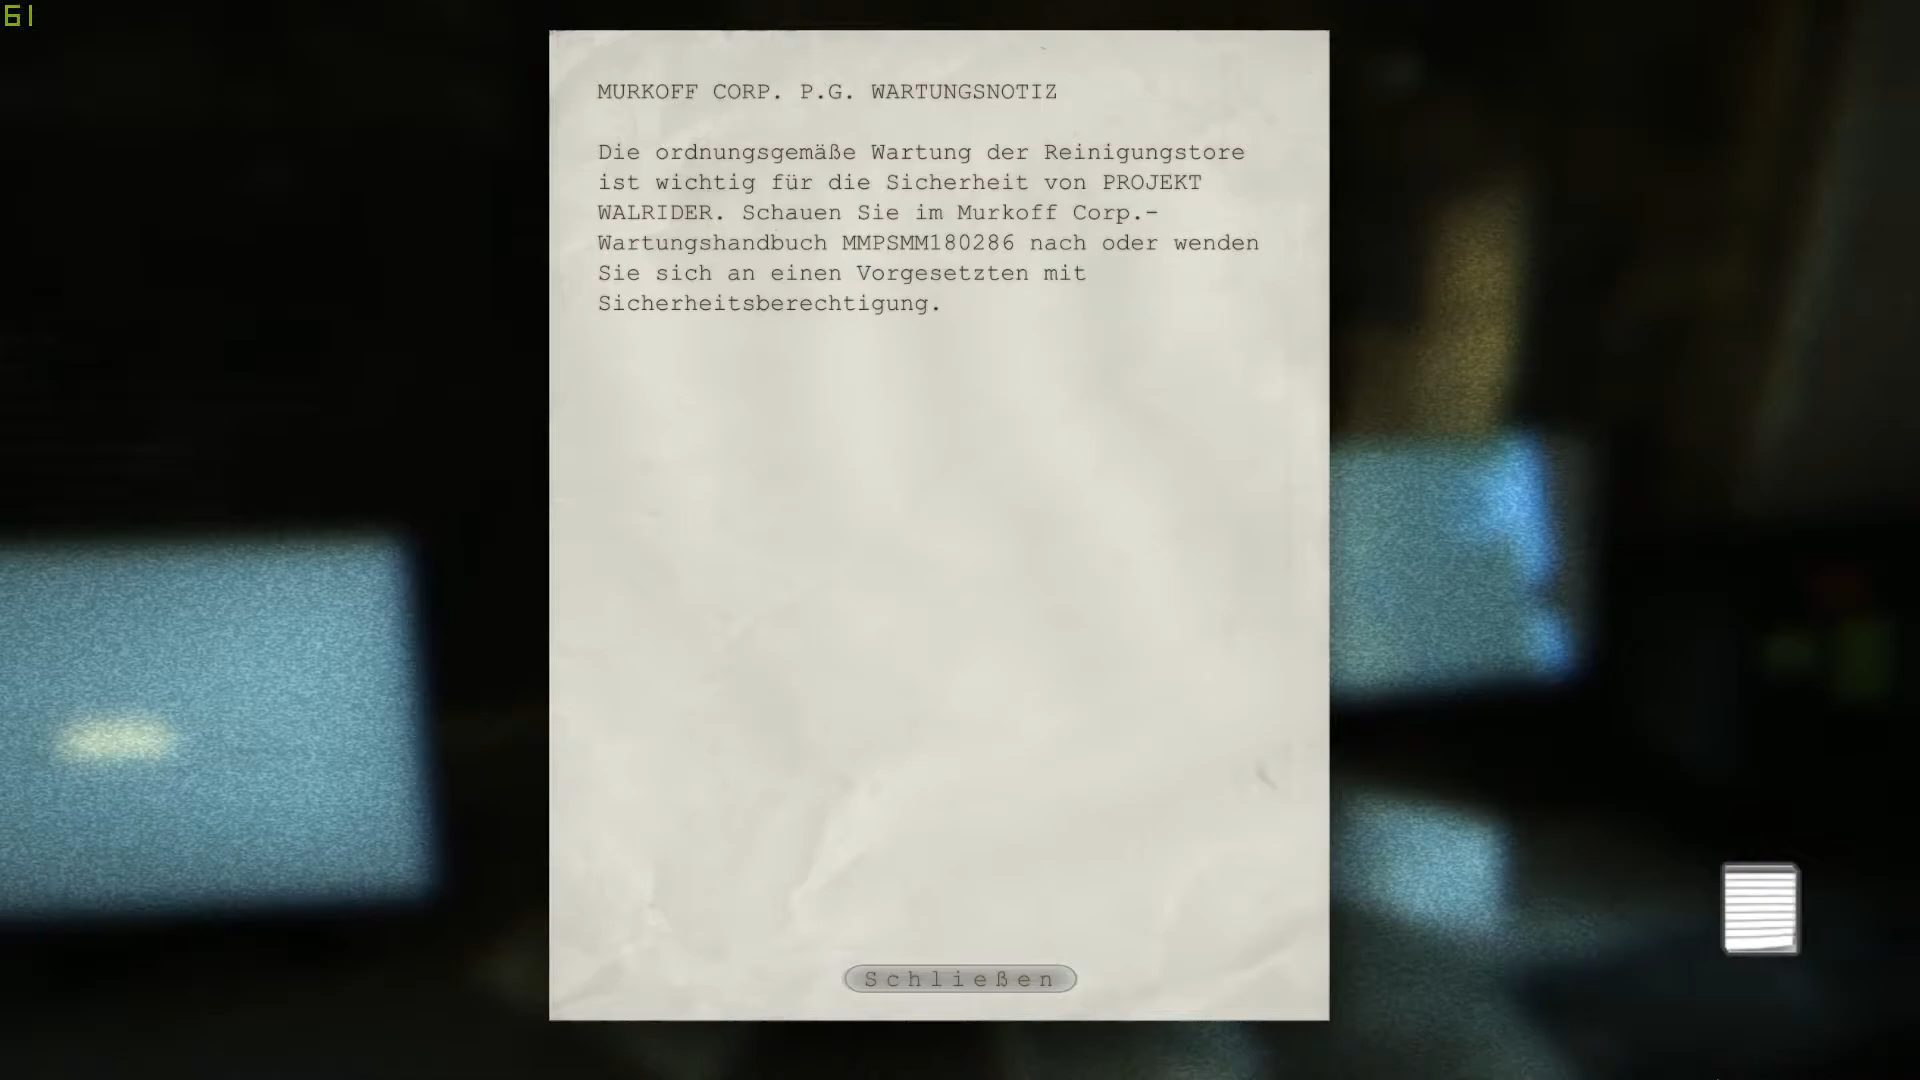 61
MURKOFF CORP. P.G. WARTUNGSNOTIZ
Die ordnungsgemäße Wartung der Reinigungstore
ist wichtig für die Sicherheit von PROJEKT
WALRIDER. Schauen Sie im Murkoff Corp.-
Wartungshandbuch MMPSMM180286 nach oder wenden
Sie sich an einen Vorgesetzten mit
Sicherheitsberechtigung.
Schließen